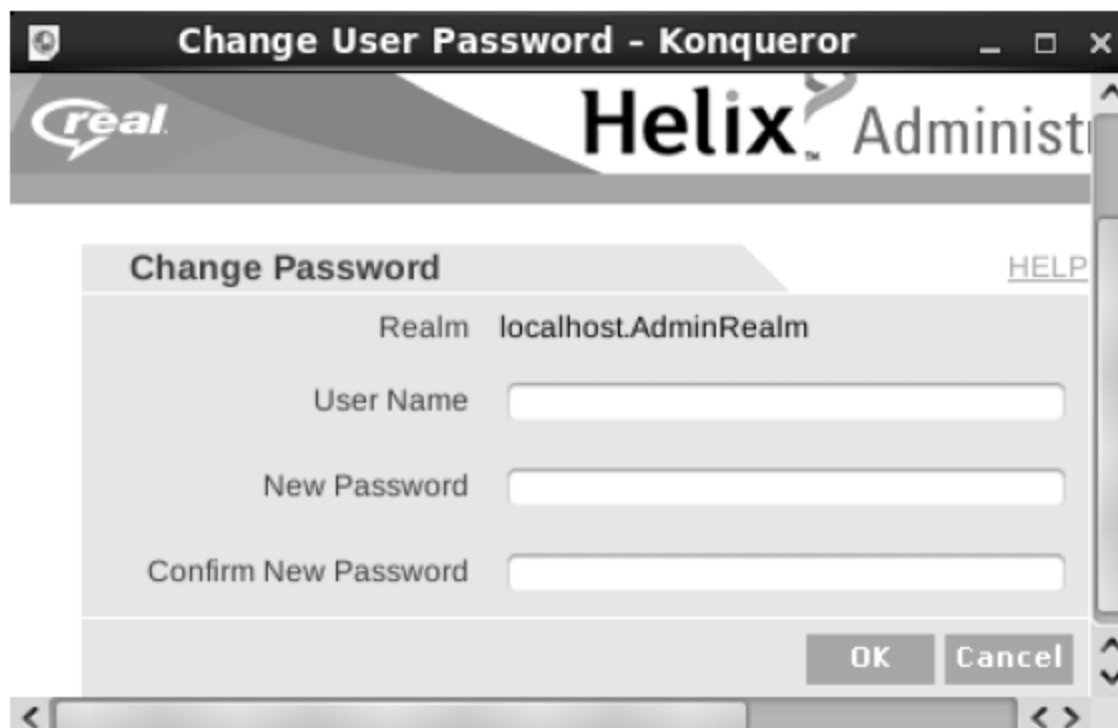 Change User Password – Konqueror
real
Helix™ Administr
Change Password
HELP
Realm localhost.AdminRealm
User Name
New Password
Confirm New Password
OK Cancel